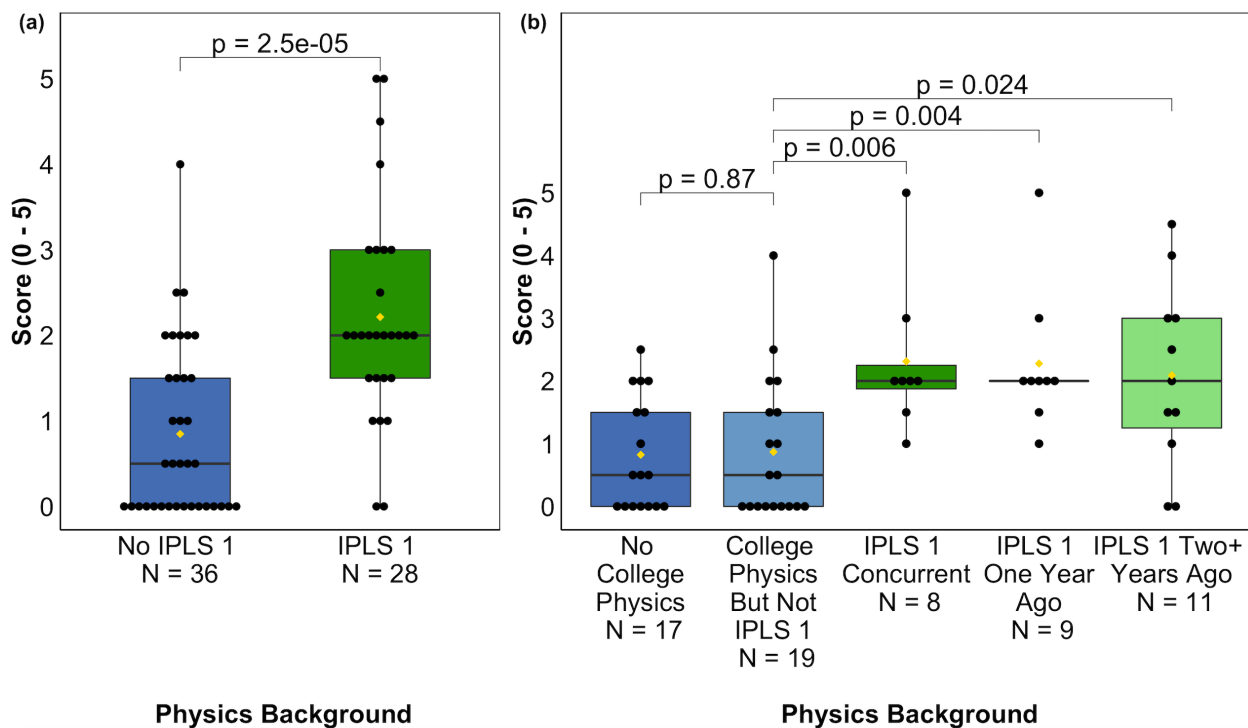 (a)
p = 2.5e-05
Score (0 - 5)
5
4
3
2
1
0
No IPLS 1
N = 36
IPLS 1
N = 28
Physics Background
(b)
p = 0.024
p = 0.004
p = 0.006
p = 0.87
Score (0 - 5)
5
4
3
2
1
0
No
College
Physics
N = 17
College
Physics
But Not
IPLS 1
N = 19
IPLS 1
Concurrent
N = 8
IPLS 1
One Year
Ago
N = 9
IPLS 1 Two+
Years Ago
N = 11
Physics Background